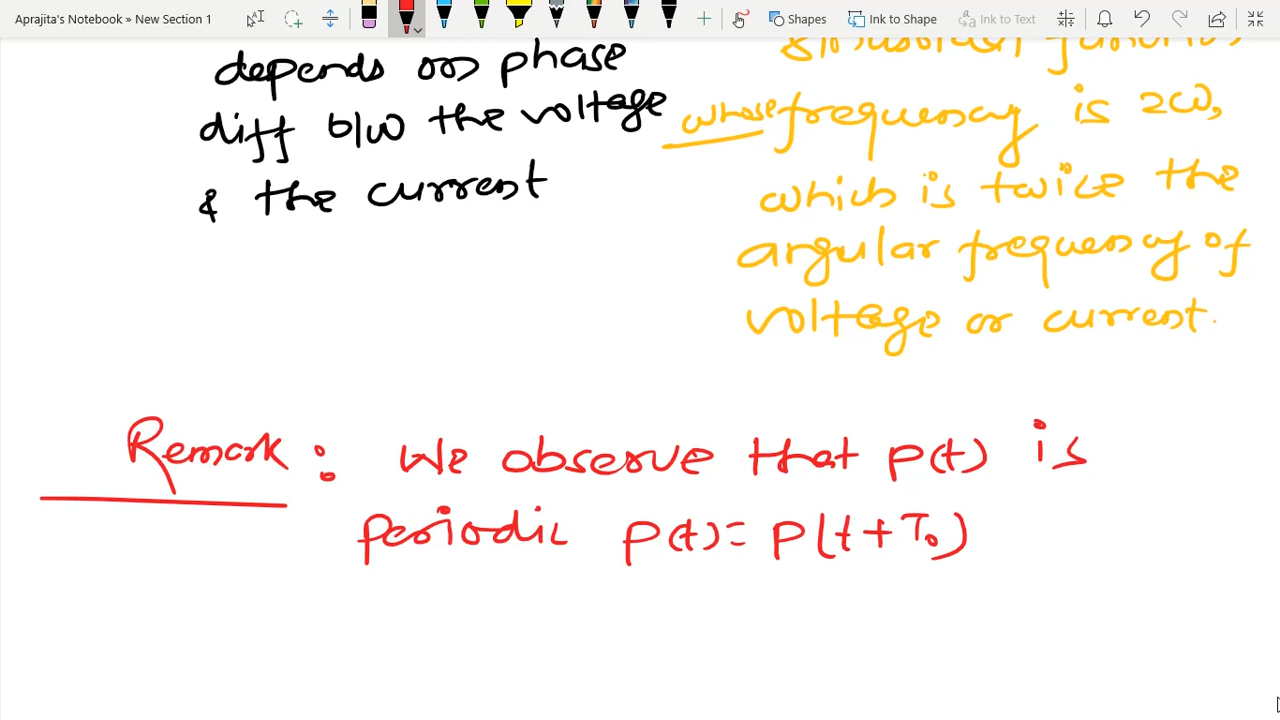 Aprajita's Notebook » New Section 1
Shapes
Ink to Shape
Ink to Text
depends on phase
diff b/w the voltage
& the current
sinusoidal function
whose frequency is 2ω,
which is twice the
angular frequency of
voltage or current.
Remark : We observe that p(t) is
periodic p(t) = p(t + T₀)